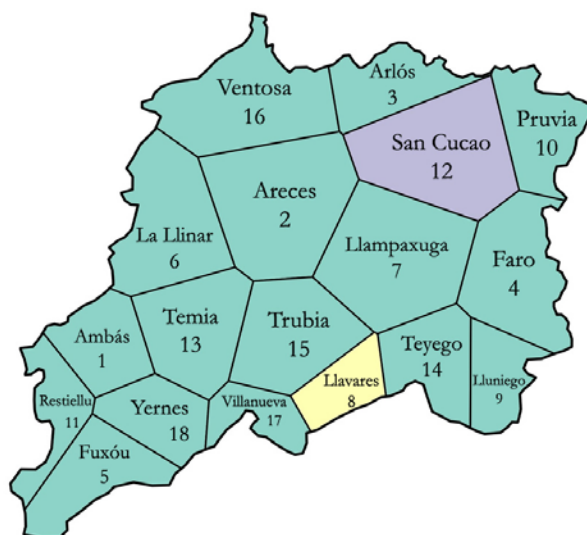 Arlós
3
Ventosa
16
Pruvia
10
San Cucao
12
Areces
2
La Llinar
6
Llampaxuga
7
Faro
4
Temia
13
Trubia
15
Ambás
1
Teyego
14
Lluniego
9
Llavares
8
Restiellu
11
Yernes
18
Villanueva
17
Fuxóu
5